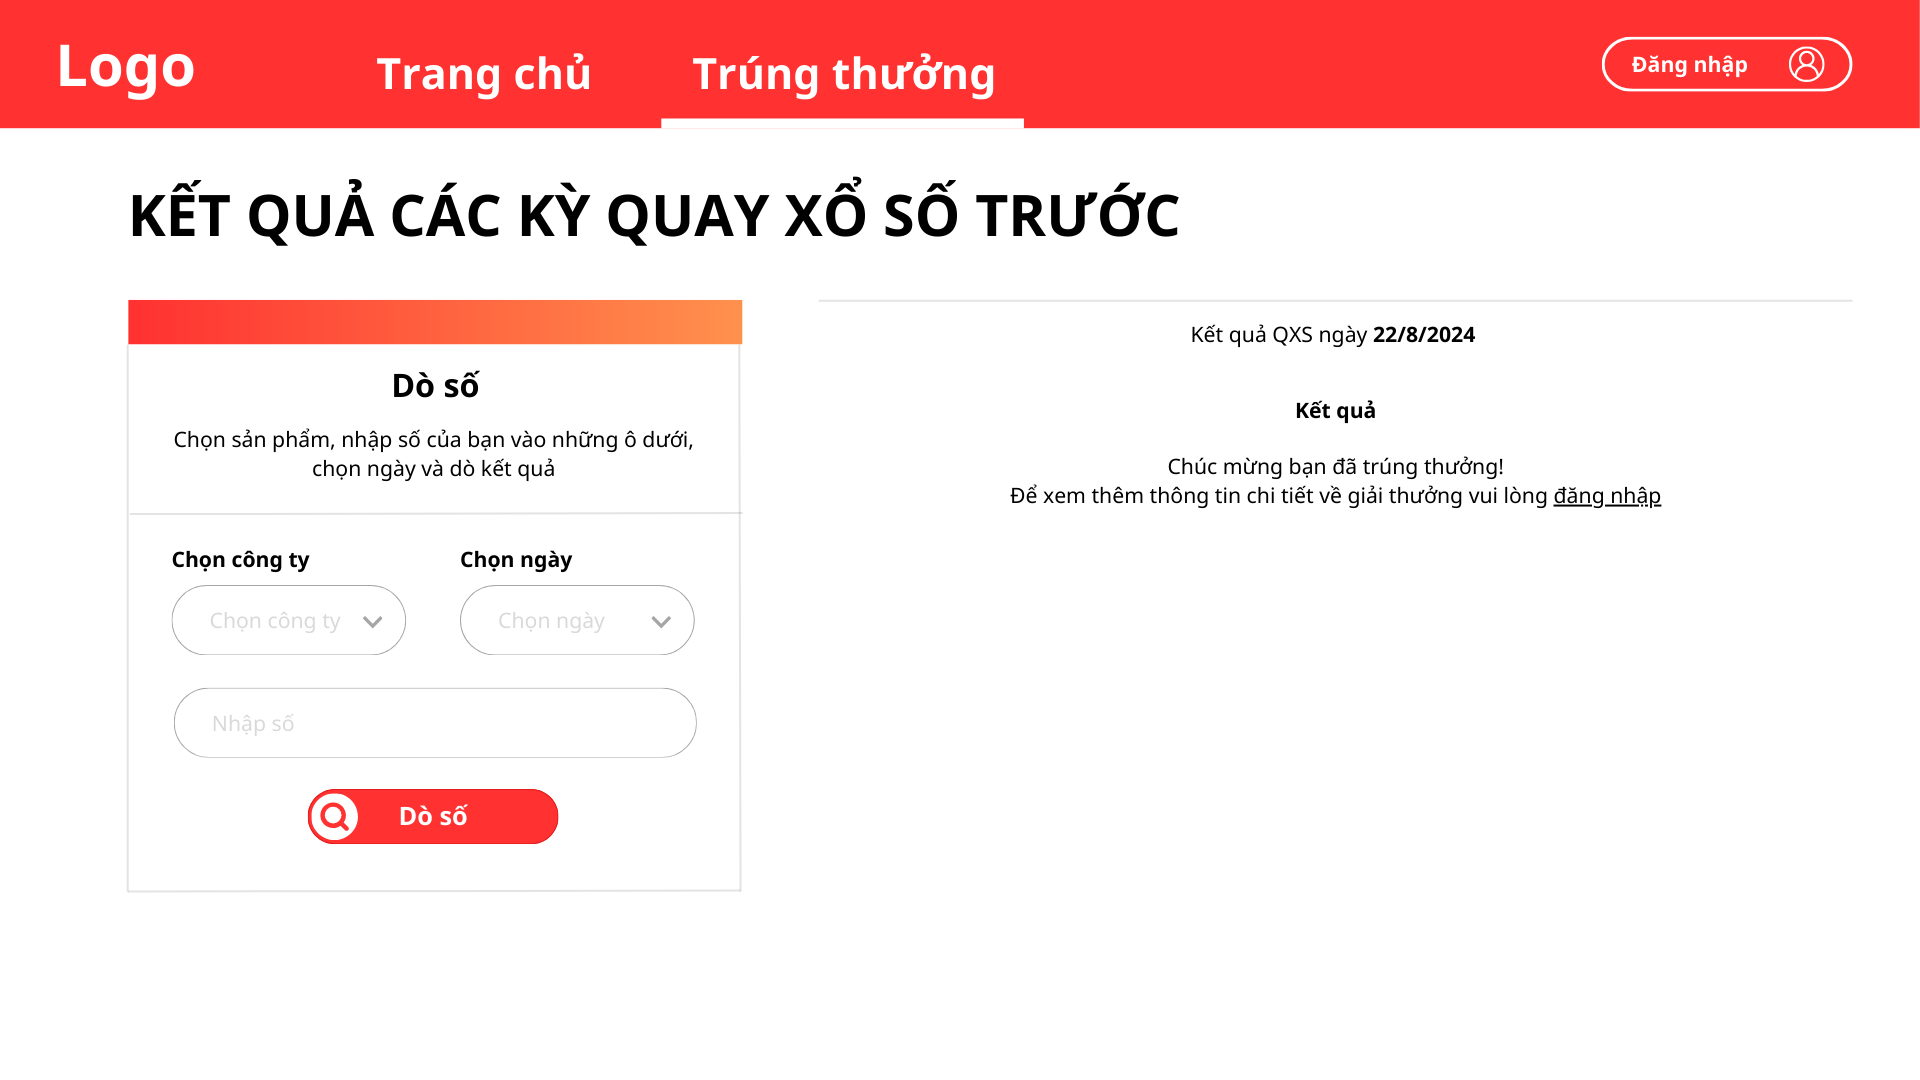 Logo
Trang chủ
Trúng thưởng
Đăng nhập
KẾT QUẢ CÁC KỲ QUAY XỔ SỐ TRƯỚC
Dò số
Chọn sản phẩm, nhập số của bạn vào những ô dưới,
chọn ngày và dò kết quả
Chọn công ty
Chọn ngày
Chọn công ty
Chọn ngày
Nhập số
Dò số
Kết quả QXS ngày 22/8/2024
Kết quả
Chúc mừng bạn đã trúng thưởng!
Để xem thêm thông tin chi tiết về giải thưởng vui lòng đăng nhập